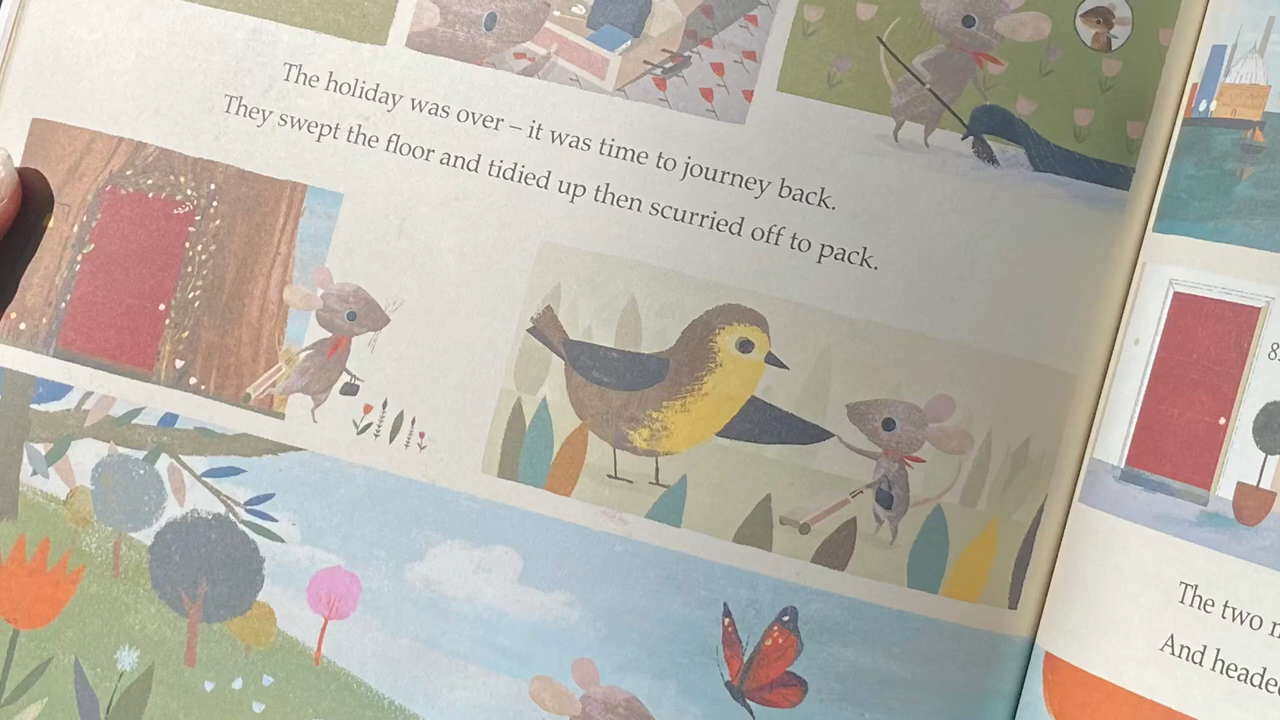 The holiday was over – it was time to journey back.
They swept the floor and tidied up then scurried off to pack.
The two
And